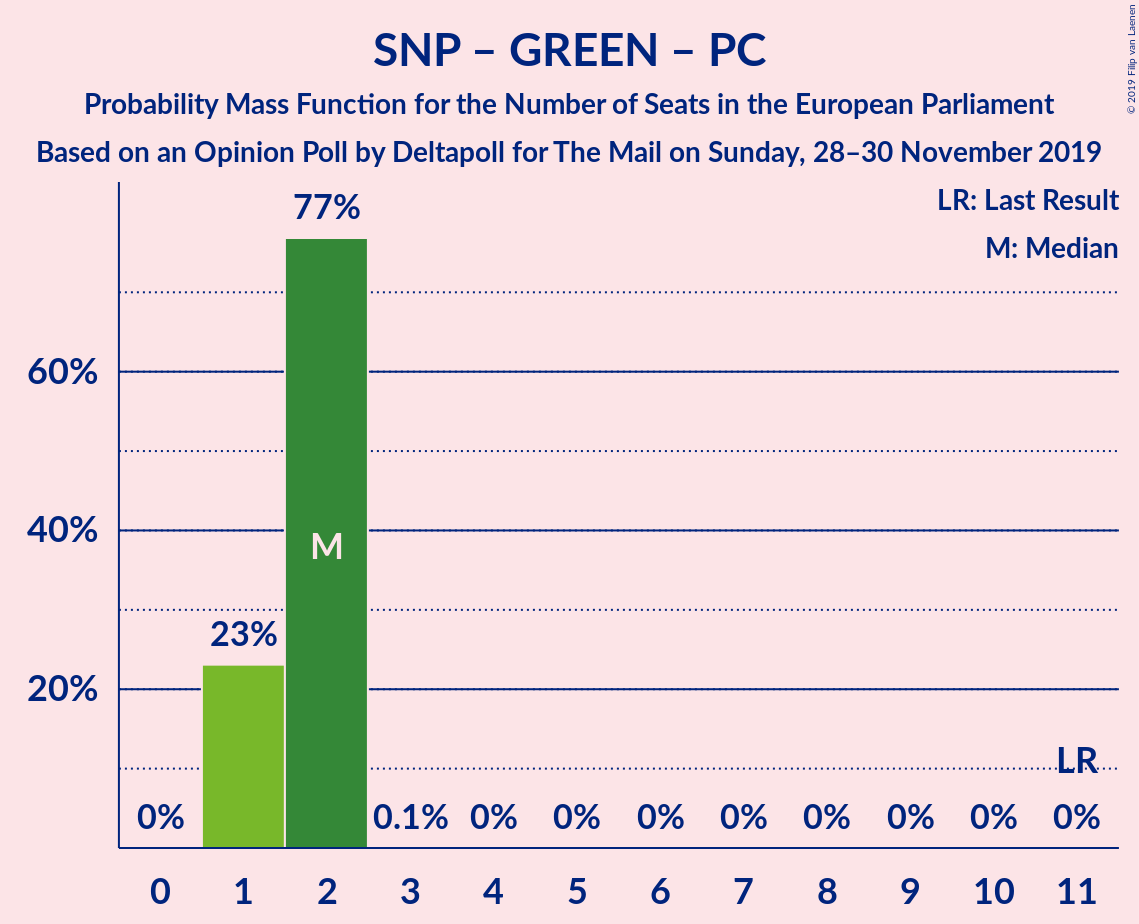 SNP – GREEN – PC
Probability Mass Function for the Number of Seats in the European Parliament
Based on an Opinion Poll by Deltapoll for The Mail on Sunday, 28–30 November 2019
© 2019 Filip van Laenen
LR: Last Result
M: Median
77%
60%
M
40%
23%
20%
LR
0% 0.1% 0% 0% 0% 0% 0% 0% 0% 0%
0 1 2 3 4 5 6 7 8 9 10 11